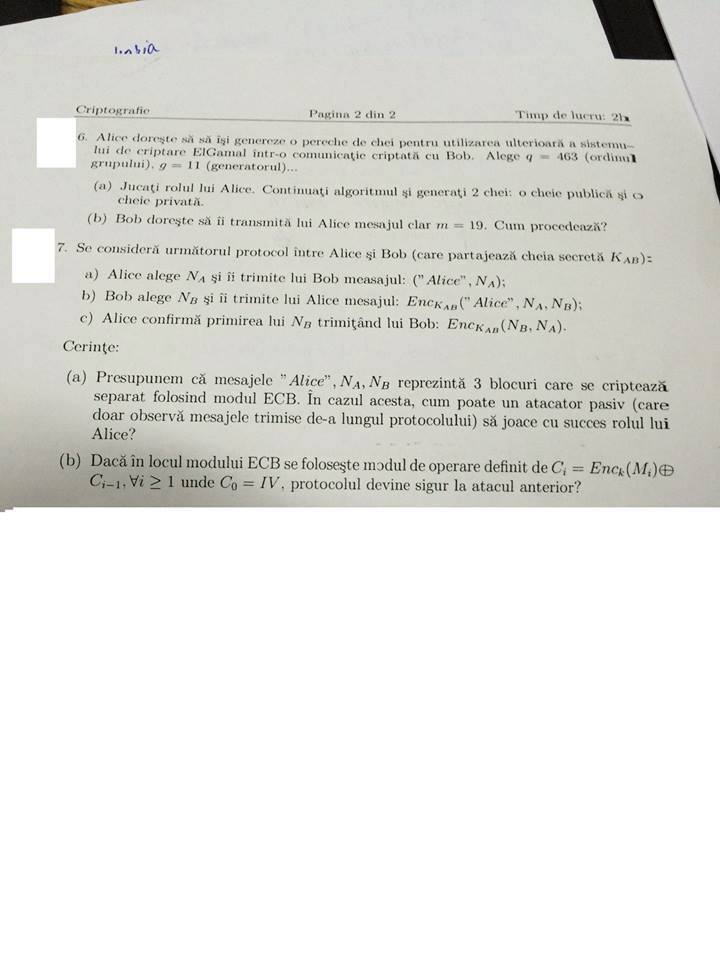 Criptografie Pagina 2 din 2 Timp de lucru: 2h
6. Alice doreşte să să îşi genereze o pereche de chei pentru utilizarea ulterioară a sistemu-
lui de criptare ElGamal într-o comunicaţie criptată cu Bob. Alege q = 463 (ordinul
grupului), g = 11 (generatorul)...
(a) Jucaţi rolul lui Alice. Continuaţi algoritmul şi generaţi 2 chei: o cheie publică şi o
cheie privată.
(b) Bob doreşte să îi transmită lui Alice mesajul clar m = 19. Cum procedează?
7. Se consideră următorul protocol între Alice şi Bob (care partajează cheia secretă K_{AB}):
a) Alice alege N_A şi îi trimite lui Bob measajul: ("Alice", N_A);
b) Bob alege N_B şi îi trimite lui Alice mesajul: Enc_{K_{AB}}("Alice", N_A, N_B);
c) Alice confirmă primirea lui N_B trimiţând lui Bob: Enc_{K_{AB}}(N_B, N_A).
Cerinţe:
(a) Presupunem că mesajele "Alice", N_A, N_B reprezintă 3 blocuri care se criptează
separat folosind modul ECB. În cazul acesta, cum poate un atacator pasiv (care
doar observă mesajele trimise de-a lungul protocolului) să joace cu succes rolul lui
Alice?
(b) Dacă în locul modului ECB se foloseşte modul de operare definit de C_i = Enc_k(M_i)⊕
C_{i-1}, ∀i ≥ 1 unde C_0 = IV, protocolul devine sigur la atacul anterior?